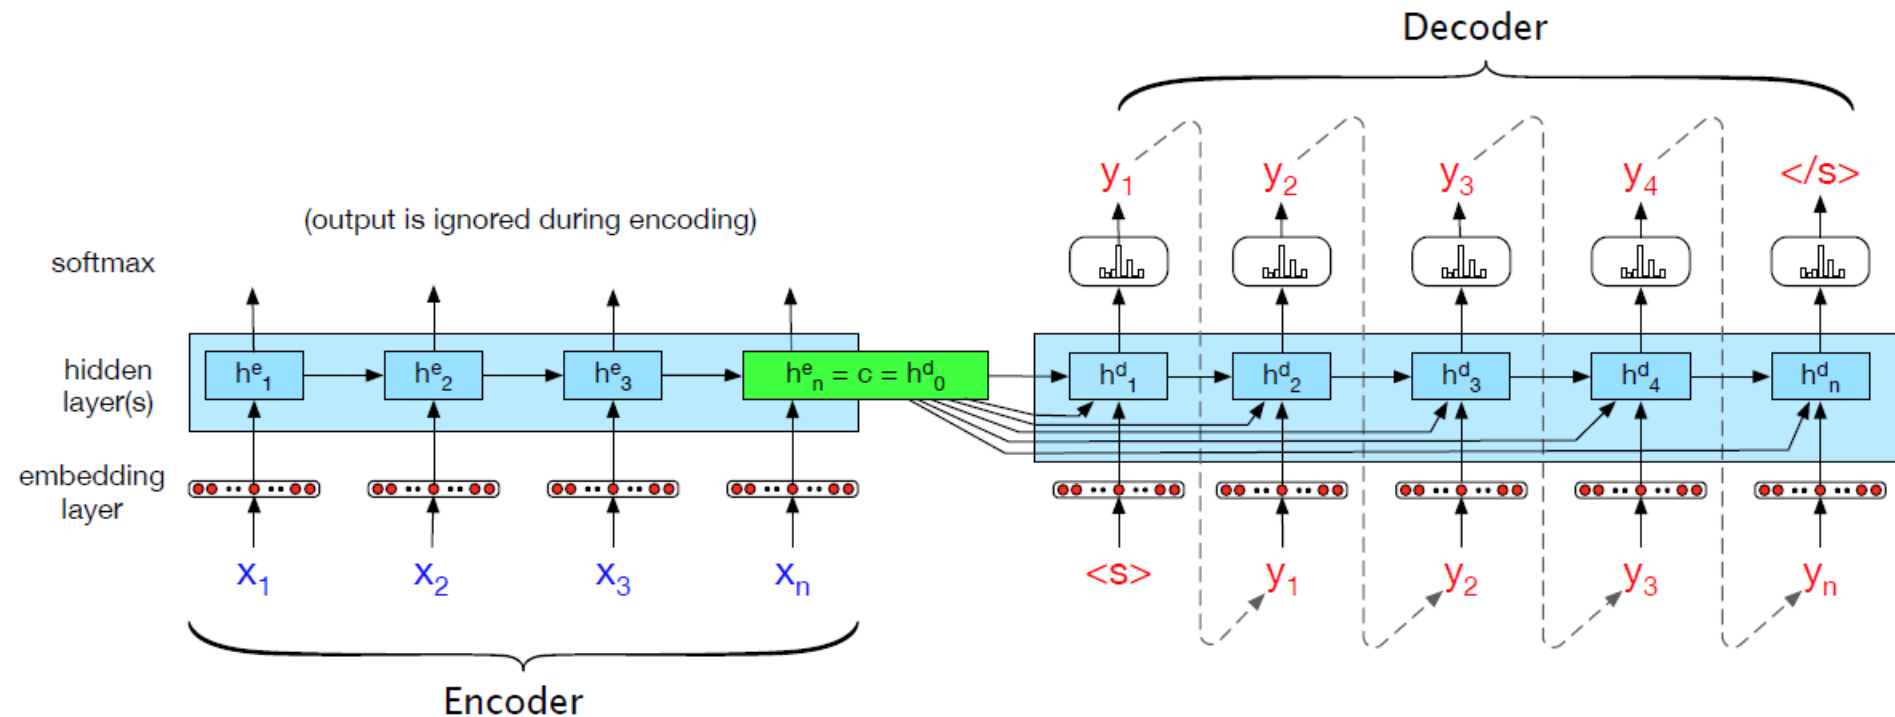 Decoder
y₁ y₂ y₃ y₄ </s>
(output is ignored during encoding)
softmax
hidden
layer(s)
hᵉ₁ hᵉ₂ hᵉ₃ hᵉₙ = c = hᵈ₀ hᵈ₁ hᵈ₂ hᵈ₃ hᵈ₄ hᵈₙ
embedding
layer
x₁ x₂ x₃ xₙ <s> y₁ y₂ y₃ yₙ
Encoder